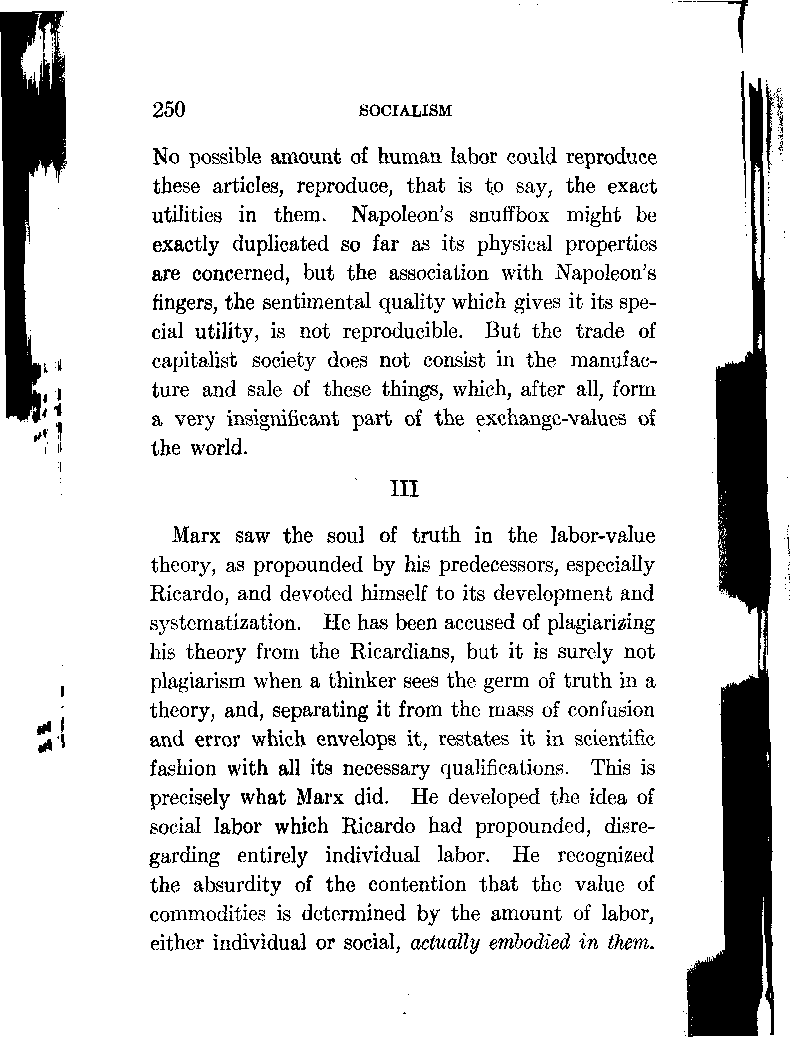 250 SOCIALISM
No possible amount of human labor could reproduce
these articles, reproduce, that is to say, the exact
utilities in them. Napoleon's snuffbox might be
exactly duplicated so far as its physical properties
are concerned, but the association with Napoleon's
fingers, the sentimental quality which gives it its spe-
cial utility, is not reproducible. But the trade of
capitalist society does not consist in the manufac-
ture and sale of these things, which, after all, form
a very insignificant part of the exchange-values of
the world.
III
Marx saw the soul of truth in the labor-value
theory, as propounded by his predecessors, especially
Ricardo, and devoted himself to its development and
systematization. He has been accused of plagiarizing
his theory from the Ricardians, but it is surely not
plagiarism when a thinker sees the germ of truth in a
theory, and, separating it from the mass of confusion
and error which envelops it, restates it in scientific
fashion with all its necessary qualifications. This is
precisely what Marx did. He developed the idea of
social labor which Ricardo had propounded, disre-
garding entirely individual labor. He recognized
the absurdity of the contention that the value of
commodities is determined by the amount of labor,
either individual or social, actually embodied in them.